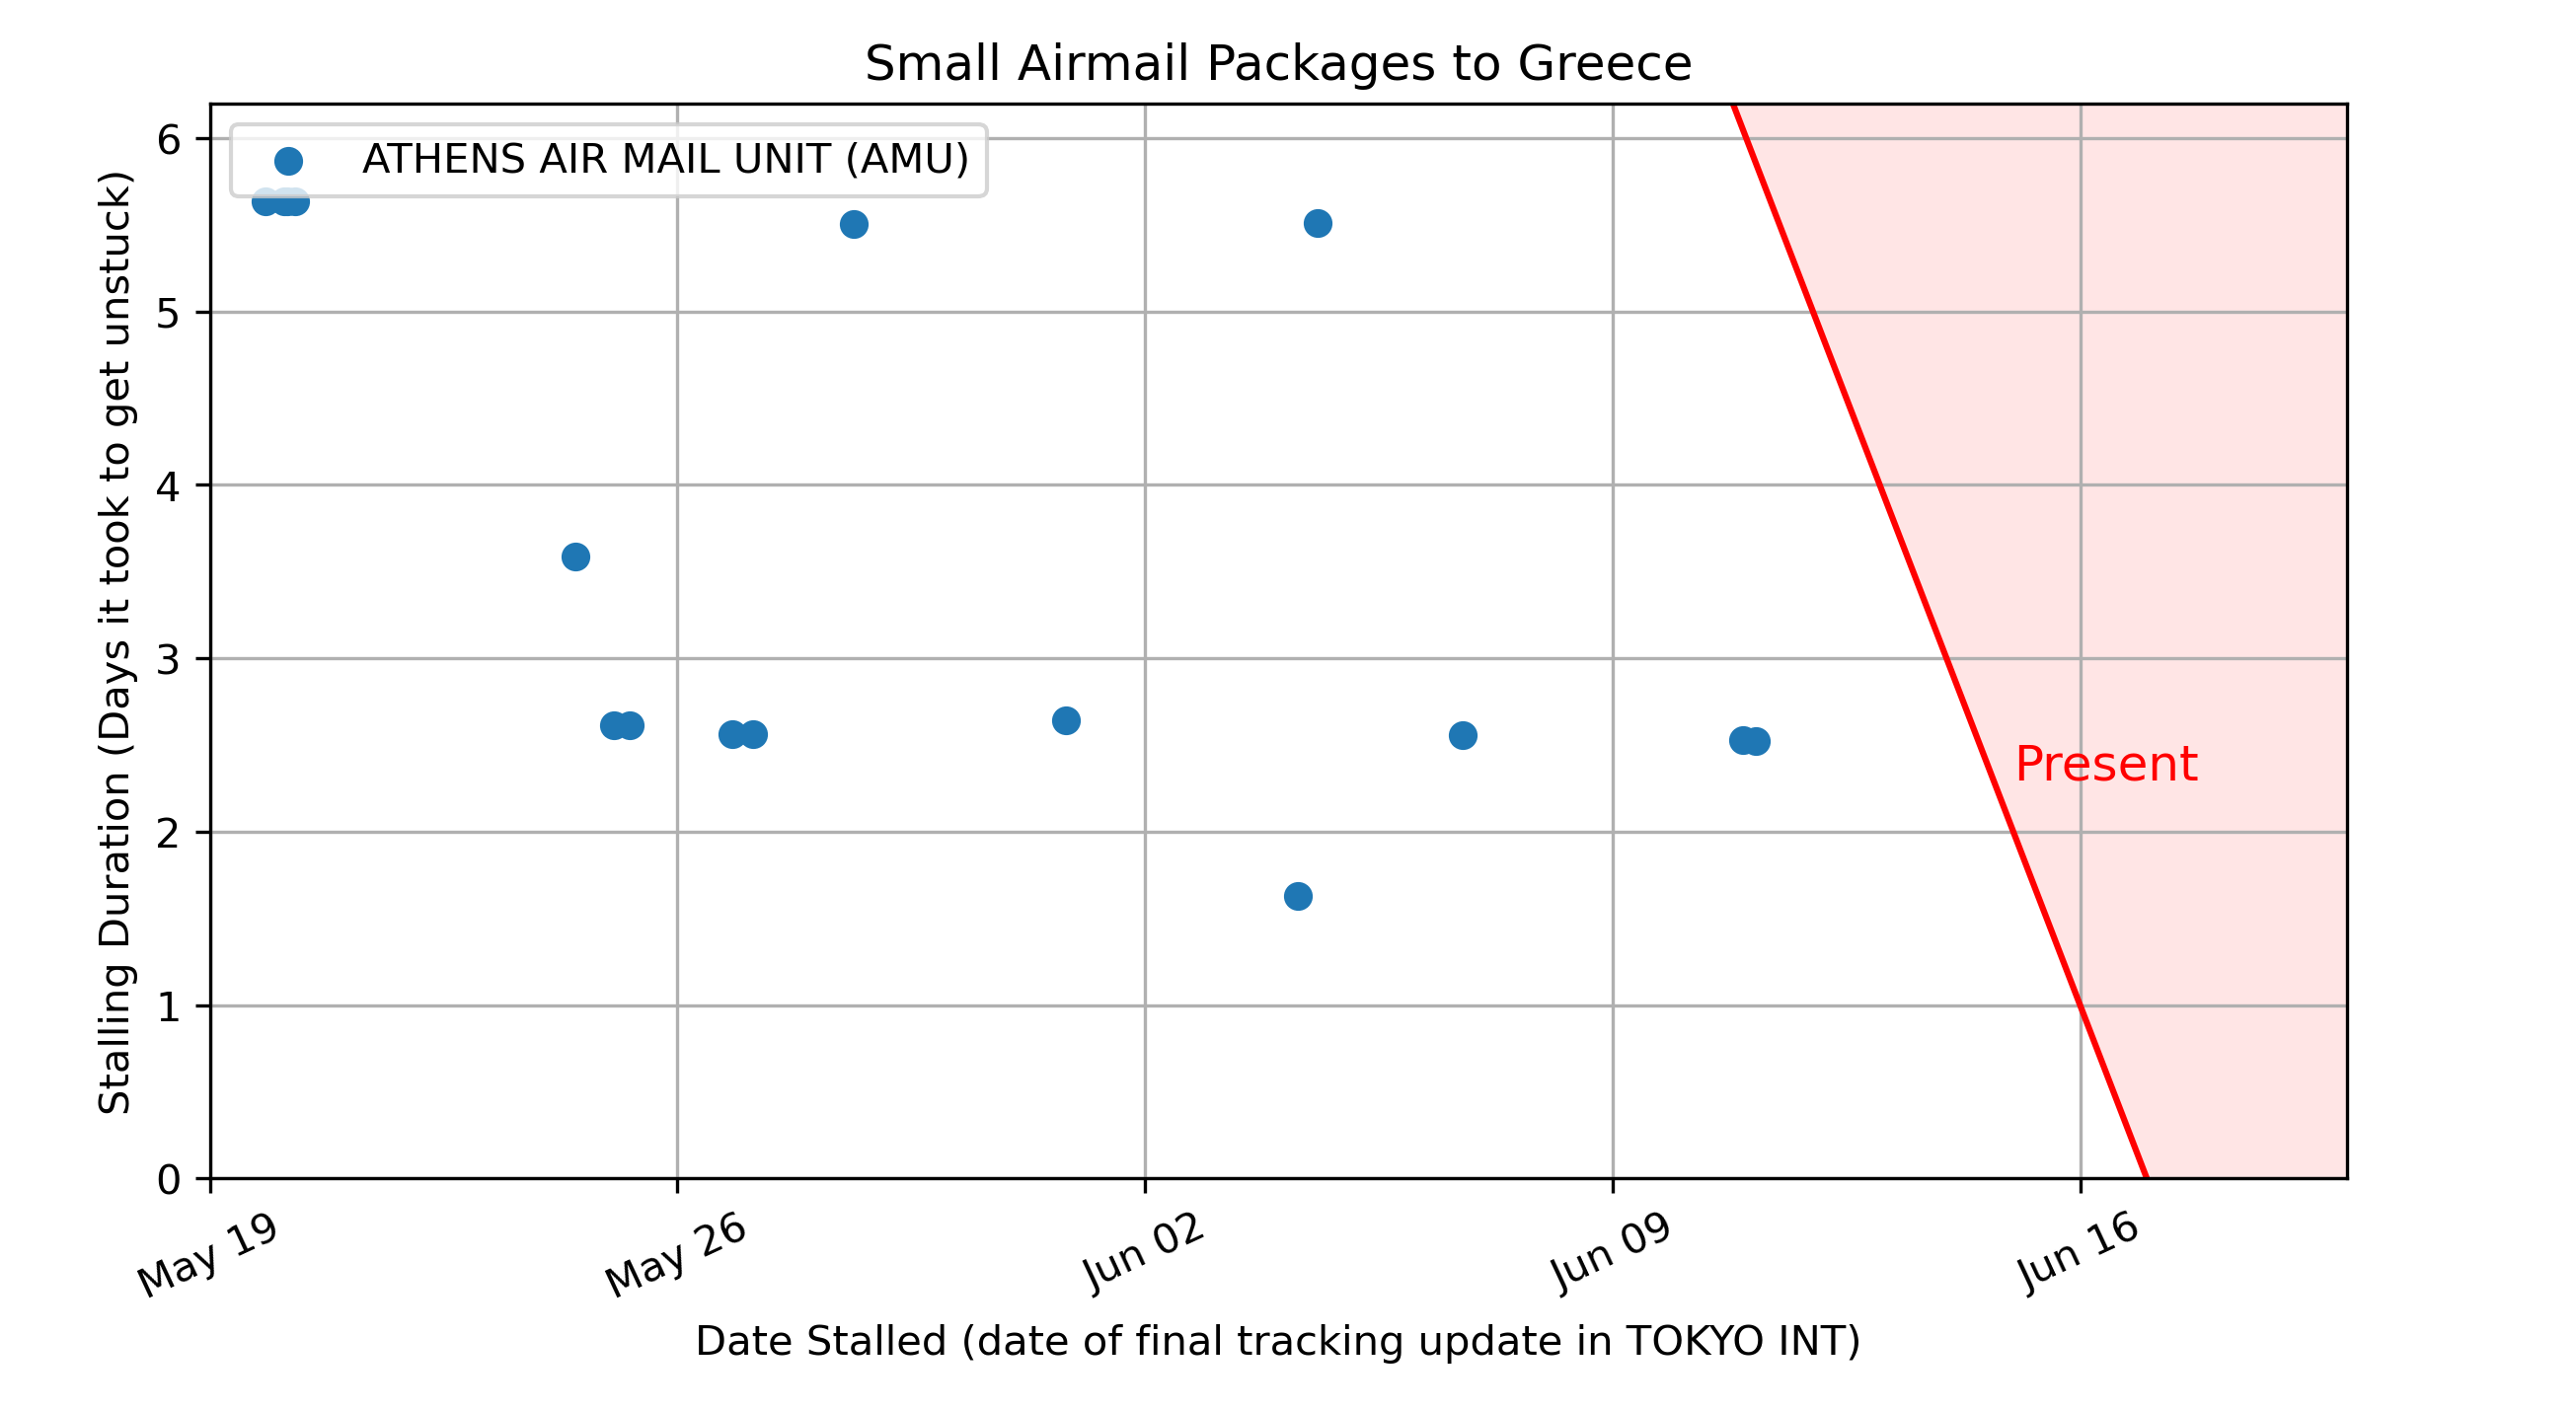 Small Airmail Packages to Greece
ATHENS AIR MAIL UNIT (AMU)
Stalling Duration (Days it took to get unstuck)
6
5
4
3
2
1
0
Present
May 19
May 26
Jun 02
Jun 09
Jun 16
Date Stalled (date of final tracking update in TOKYO INT)